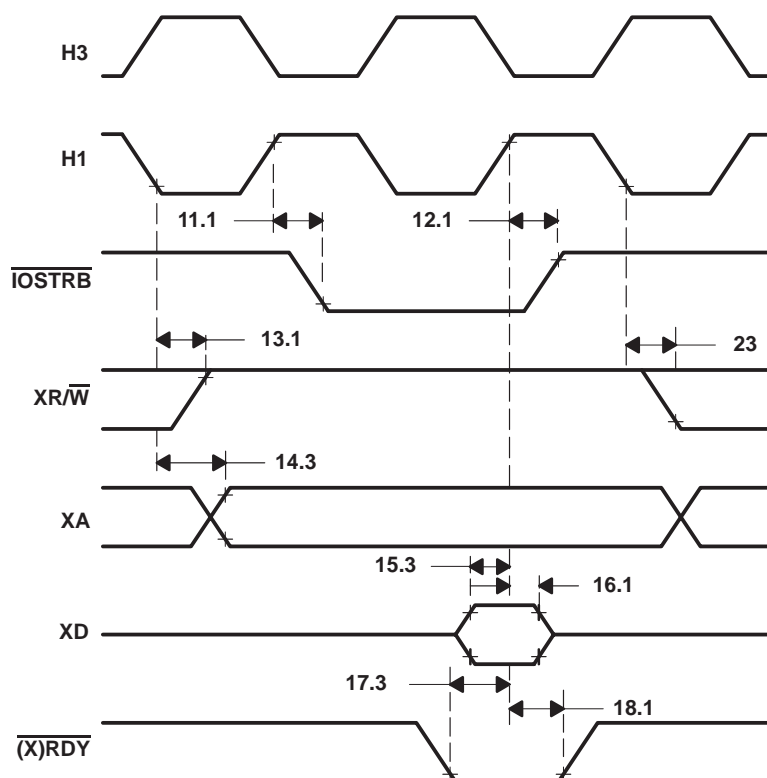 H3
H1
11.1
12.1
IOSTRB
13.1
23
XR/W
14.3
XA
15.3
16.1
XD
17.3
18.1
(X)RDY